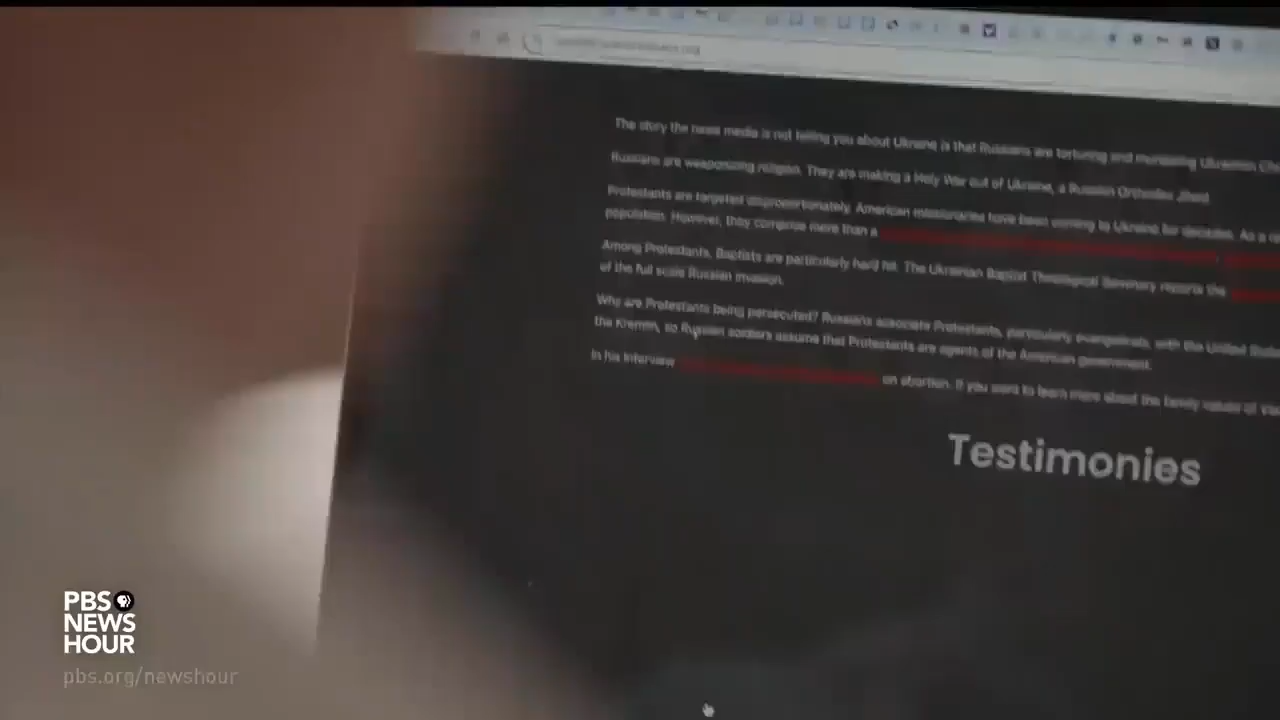 The story the news media is not telling you about Ukraine is that Russians are torturing and murdering Ukrainian
Russians are weaponizing religion. They are making a Holy War out of Ukraine, a Russian Orthodox Jihad.
Protestants are targeted disproportionately. American missionaries have been coming to Ukraine for decades. As a
population. However, they comprise more than a
Among Protestants, Baptists are particularly hard hit. The Ukrainian Baptist Theological Seminary reports the
of the full scale Russian invasion.
Why are Protestants being persecuted? Russians associate Protestants, particularly evangelicals, with the United
the Kremlin, so Russian soldiers assume that Protestants are agents of the American government.
In his interview on abortion. If you want to learn more about the family values of
Testimonies
PBS
NEWS
HOUR
pbs.org/newshour